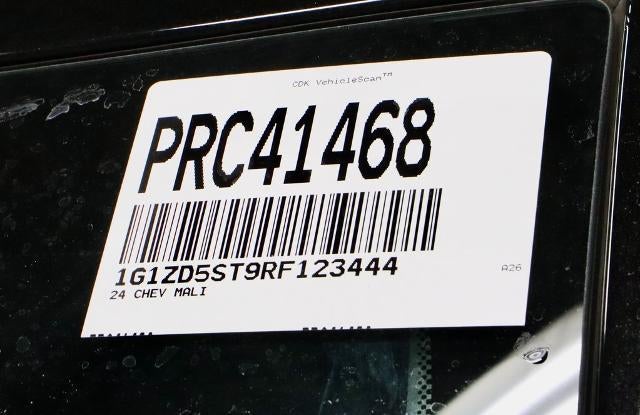 CDK VehicleScan™
PRC41468
1G1ZD5ST9RF123444
A26
24 CHEV MALI